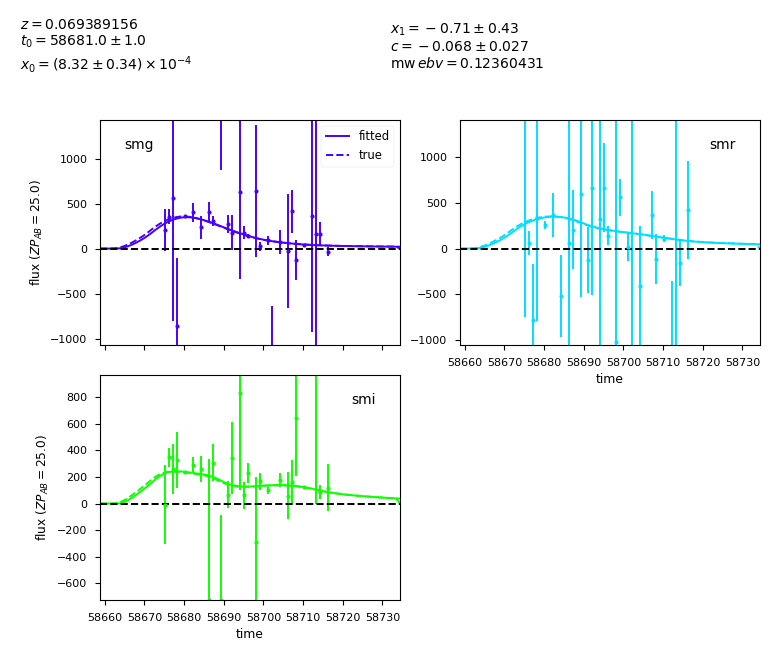 z = 0.069389156
t₀ = 58681.0 ± 1.0
x₀ = (8.32 ± 0.34) × 10⁻⁴
x₁ = −0.71 ± 0.43
c = −0.068 ± 0.027
mw ebv = 0.12360431
smg
fitted
true
1000
500
0
−500
−1000
flux (ZP_AB = 25.0)
smr
1000
500
0
−500
−1000
58660 58670 58680 58690 58700 58710 58720 58730
time
smi
800
600
400
200
0
−200
−400
−600
flux (ZP_AB = 25.0)
58660 58670 58680 58690 58700 58710 58720 58730
time